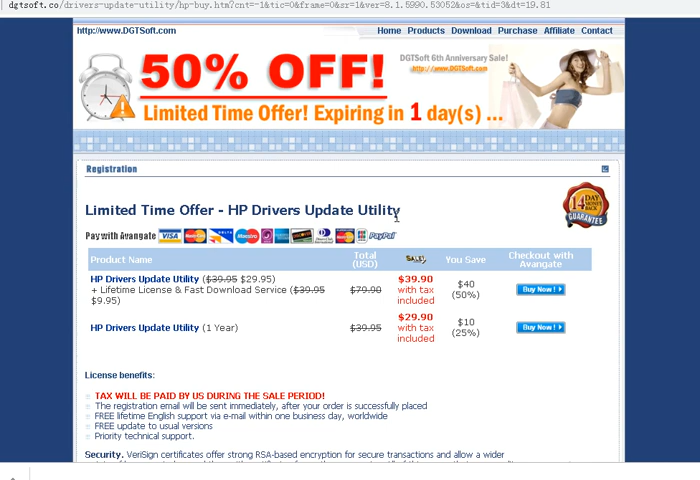 dgtsoft.co/drivers-update-utility/hp-buy.htm?cnt=-1&tic=0&frame=0&sr=1&ver=8.1.5990.53052&os=&tid=3&dt=19.81
http://www.DGTSoft.com
Home Products Download Purchase Affiliate Contact
50% OFF!
DGTSoft 6th Anniversary Sale!
http://www.DGTSoft.com
Limited Time Offer! Expiring in 1 day(s) ...
Registration
14 DAY
MONEY BACK
GUARANTEE
Limited Time Offer - HP Drivers Update Utility
Pay with Avangate VISA PayPal
Product Name Total (USD) SALE! You Save Checkout with Avangate
HP Drivers Update Utility ($39.95 $29.95)
+ Lifetime License & Fast Download Service ($39.95
$9.95)
$79.90
$39.90
with tax
included
$40
(50%)
Buy Now !
HP Drivers Update Utility (1 Year)
$39.95
$29.90
with tax
included
$10
(25%)
Buy Now !
License benefits:
TAX WILL BE PAID BY US DURING THE SALE PERIOD!
The registration email will be sent immediately, after your order is successfully placed
FREE lifetime English support via e-mail within one business day, worldwide
FREE update to usual versions
Priority technical support.
Security. VeriSign certificates offer strong RSA-based encryption for secure transactions and allow a wider